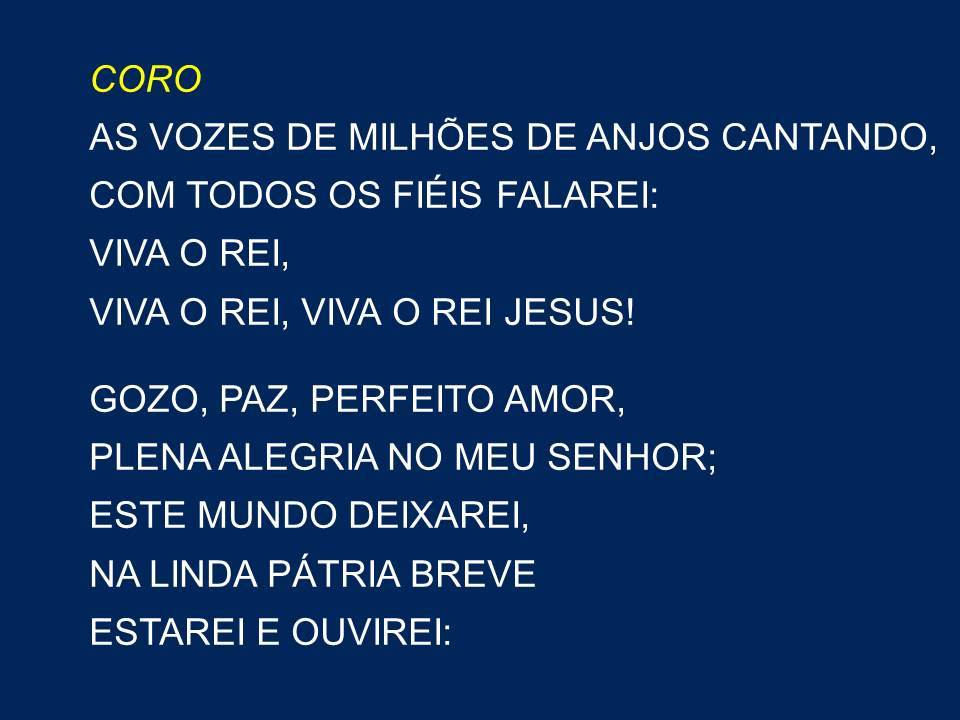 CORO
AS VOZES DE MILHÕES DE ANJOS CANTANDO,
COM TODOS OS FIÉIS FALAREI:
VIVA O REI,
VIVA O REI, VIVA O REI JESUS!
GOZO, PAZ, PERFEITO AMOR,
PLENA ALEGRIA NO MEU SENHOR;
ESTE MUNDO DEIXAREI,
NA LINDA PÁTRIA BREVE
ESTAREI E OUVIREI: